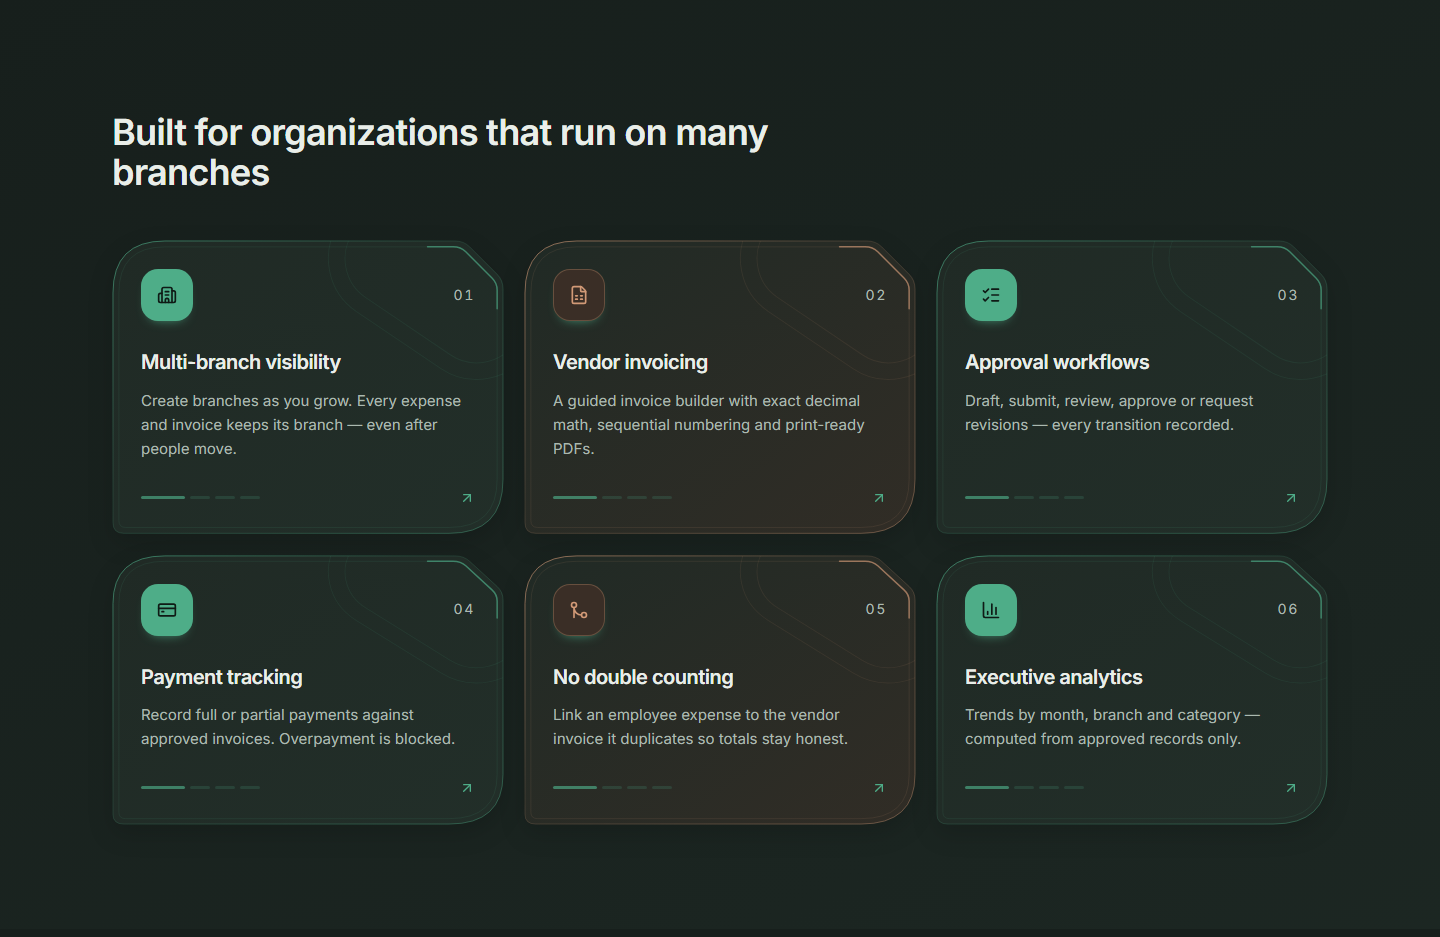 Built for organizations that run on many
branches
01
Multi-branch visibility
Create branches as you grow. Every expense
and invoice keeps its branch — even after
people move.
02
Vendor invoicing
A guided invoice builder with exact decimal
math, sequential numbering and print-ready
PDFs.
03
Approval workflows
Draft, submit, review, approve or request
revisions — every transition recorded.
04
Payment tracking
Record full or partial payments against
approved invoices. Overpayment is blocked.
05
No double counting
Link an employee expense to the vendor
invoice it duplicates so totals stay honest.
06
Executive analytics
Trends by month, branch and category —
computed from approved records only.